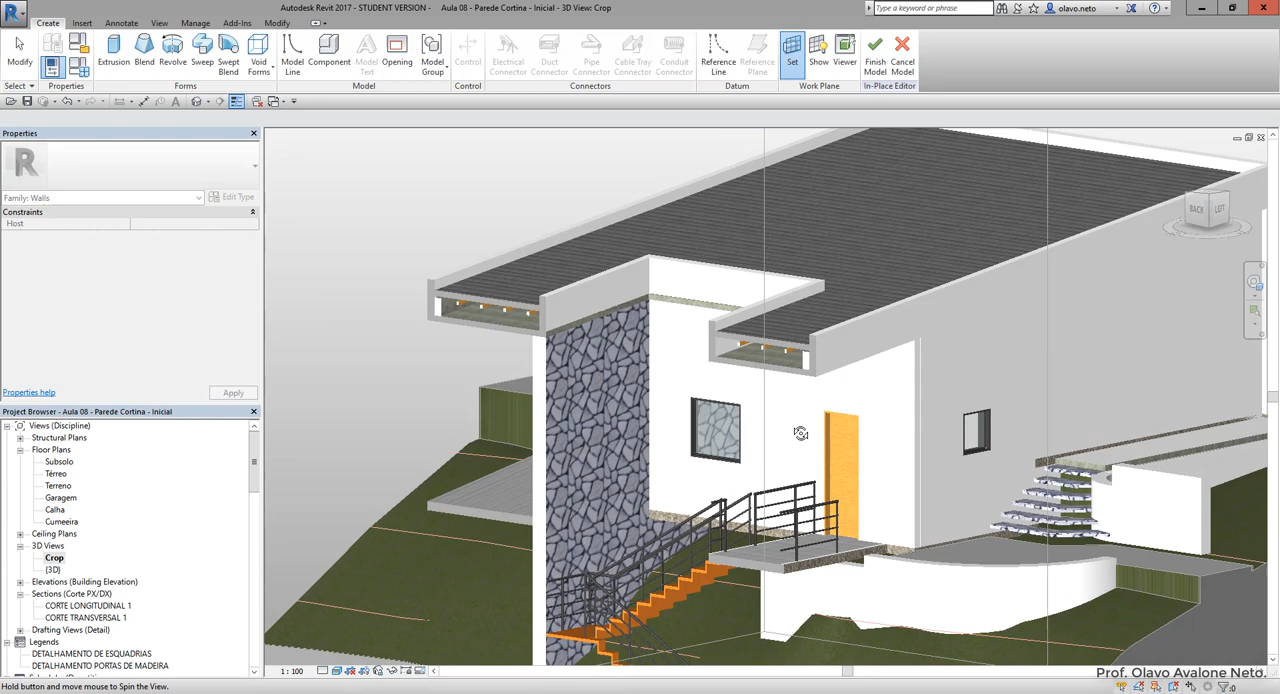 Autodesk Revit 2017 - STUDENT VERSION - Aula 08 - Parede Cortina - Inicial - 3D View: Crop
Type a keyword or phrase
olavo.neto
Create Insert Annotate View Manage Add-Ins Modify
Modify Extrusion Blend Revolve Sweep Swept Blend Void Forms Model Line Component Model Text Opening Model Group Control Electrical Connector Duct Connector Pipe Connector Cable Tray Connector Conduit Connector Reference Line Reference Plane Set Show Viewer Finish Model Cancel Model
Select Properties Forms Model Control Connectors Datum Work Plane In-Place Editor
Properties
R
Family: Walls
Edit Type
Constraints
Host
Properties help
Apply
Project Browser - Aula 08 - Parede Cortina - Inicial
Views (Discipline)
Structural Plans
Floor Plans
Subsolo
Térreo
Terreno
Garagem
Calha
Cumeeira
Ceiling Plans
3D Views
Crop
{3D}
Elevations (Building Elevation)
Sections (Corte PX/DX)
CORTE LONGITUDINAL 1
CORTE TRANSVERSAL 1
Drafting Views (Detail)
Legends
DETALHAMENTO DE ESQUADRIAS
DETALHAMENTO PORTAS DE MADEIRA
BACK LEFT
1 : 100
Prof. Olavo Avalone Neto.
Hold button and move mouse to Spin the View.
:0